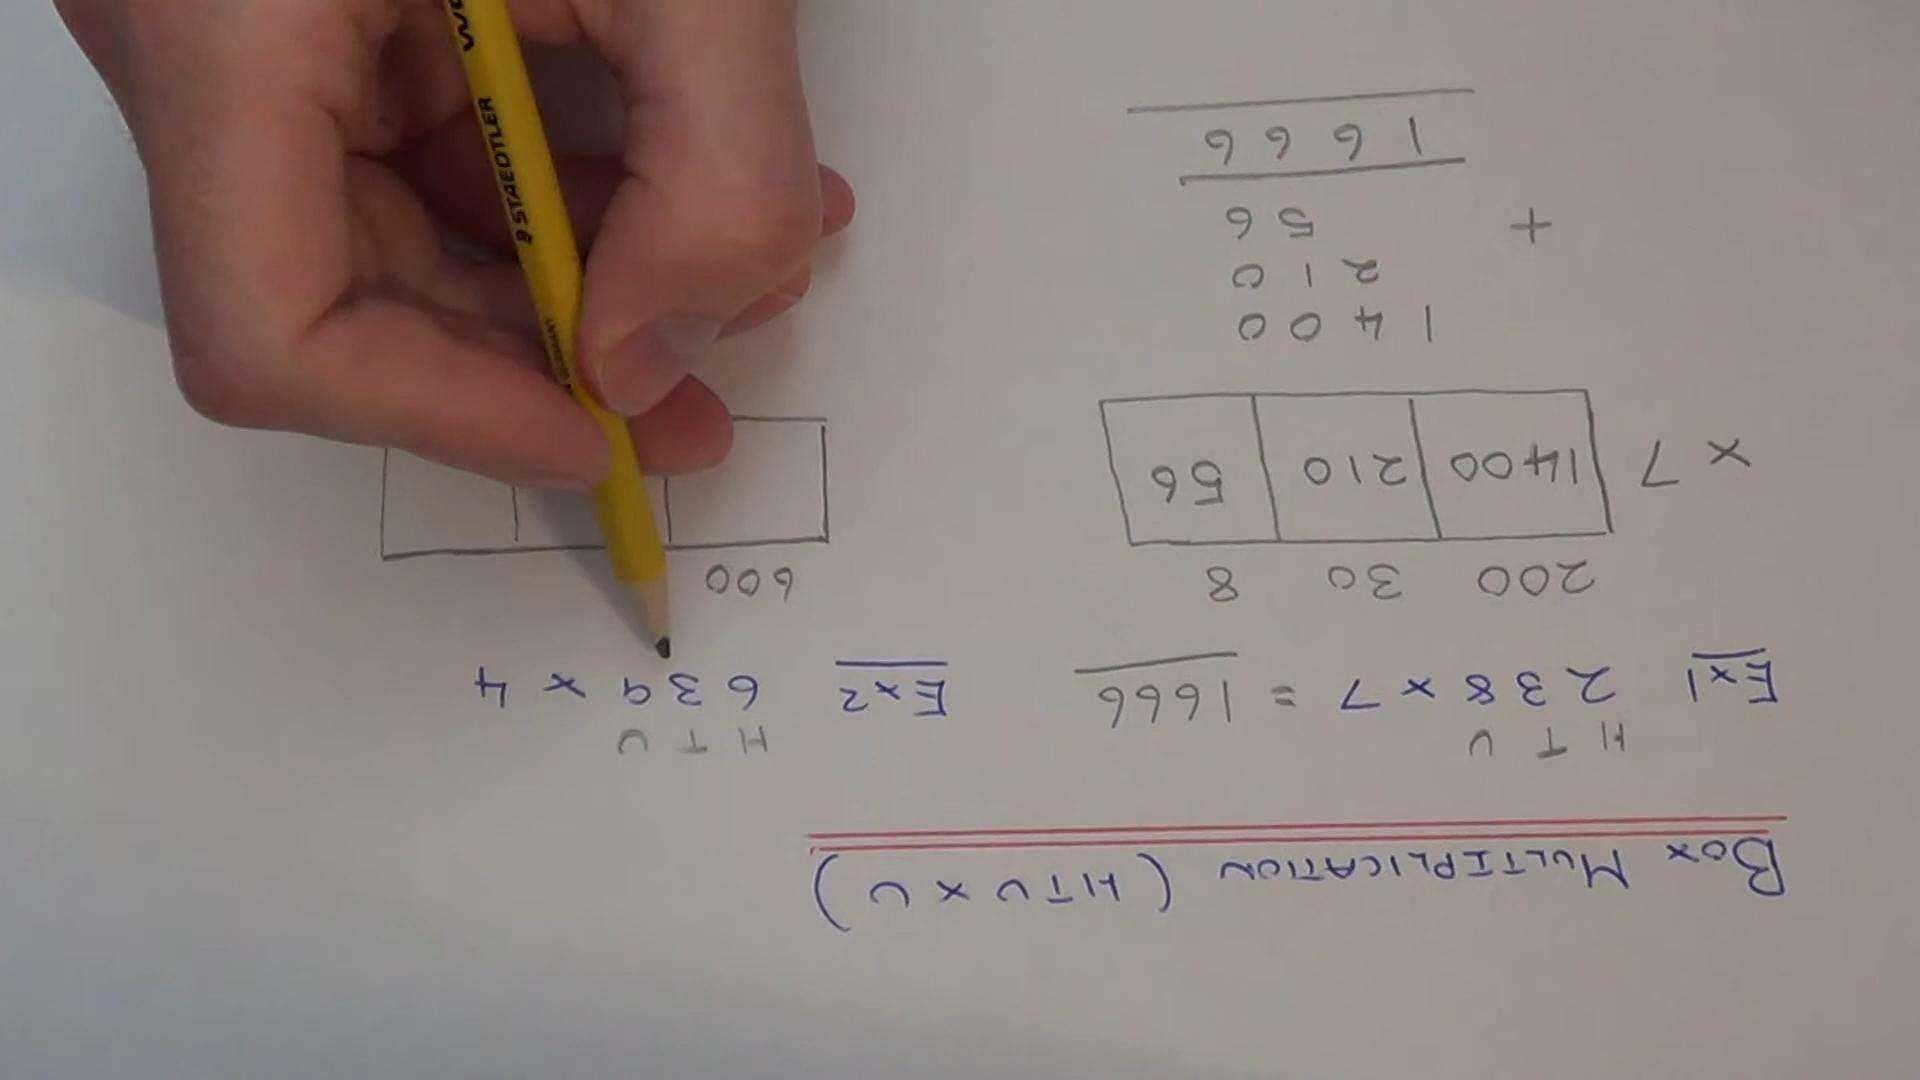 BOX MULTIPLICATION (HTU x U)
H T U
Ex1 238 x 7 = 1666
200 30 8
x 7 1400 210 56
1400
210
+ 56
1666
H T U
Ex2 639 x 4
600
STAEDTLER